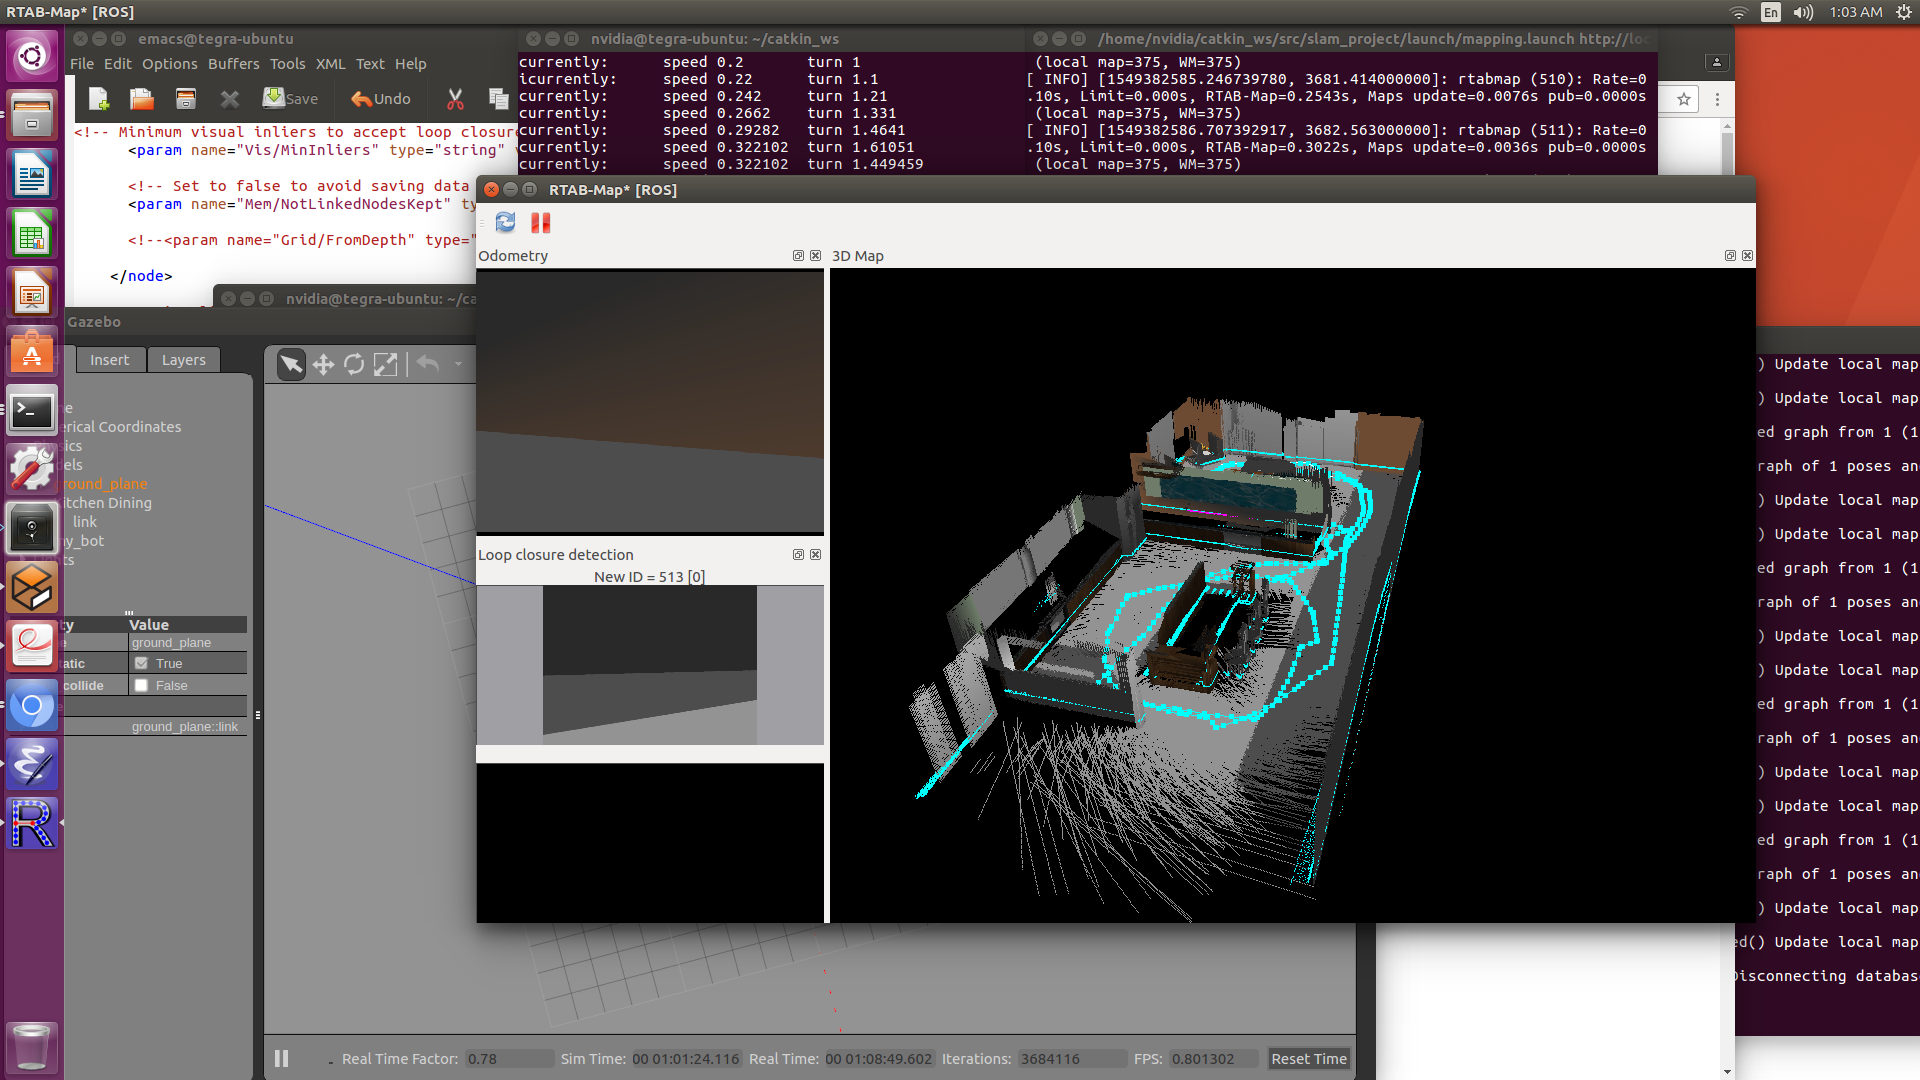 RTAB-Map* [ROS]
En
1:03 AM
emacs@tegra-ubuntu
File Edit Options Buffers Tools XML Text Help
Save
Undo
<!-- Minimum visual inliers to accept loop closure
<param name="Vis/MinInliers" type="string"
<!-- Set to false to avoid saving data
<param name="Mem/NotLinkedNodesKept"
<!--<param name="Grid/FromDepth" type="
</node>
nvidia@tegra-ubuntu: ~/catkin_ws
currently: speed 0.2 turn 1
icurrently: speed 0.22 turn 1.1
currently: speed 0.242 turn 1.21
currently: speed 0.2662 turn 1.331
currently: speed 0.29282 turn 1.4641
currently: speed 0.322102 turn 1.61051
currently: speed 0.322102 turn 1.449459
/home/nvidia/catkin_ws/src/slam_project/launch/mapping.launch http://loc
(local map=375, WM=375)
[ INFO] [1549382585.246739780, 3681.414000000]: rtabmap (510): Rate=0
.10s, Limit=0.000s, RTAB-Map=0.2543s, Maps update=0.0076s pub=0.0000s
(local map=375, WM=375)
[ INFO] [1549382586.707392917, 3682.563000000]: rtabmap (511): Rate=0
.10s, Limit=0.000s, RTAB-Map=0.3022s, Maps update=0.0036s pub=0.0000s
(local map=375, WM=375)
nvidia@tegra-ubuntu: ~/ca
RTAB-Map* [ROS]
Odometry
3D Map
Loop closure detection
New ID = 513 [0]
Gazebo
Insert Layers
ne
erical Coordinates
sics
dels
ground_plane
itchen Dining
link
ny_bot
ts
ty Value
e ground_plane
tatic True
collide False
e
ground_plane::link
) Update local map
) Update local map
ed graph from 1 (1
raph of 1 poses an
) Update local map
) Update local map
ed graph from 1 (1
raph of 1 poses an
) Update local map
) Update local map
ed graph from 1 (1
raph of 1 poses an
) Update local map
) Update local map
ed graph from 1 (1
raph of 1 poses an
) Update local map
ed() Update local map
Disconnecting databas
Real Time Factor: 0.78 Sim Time: 00 01:01:24.116 Real Time: 00 01:08:49.602 Iterations: 3684116 FPS: 0.801302 Reset Time